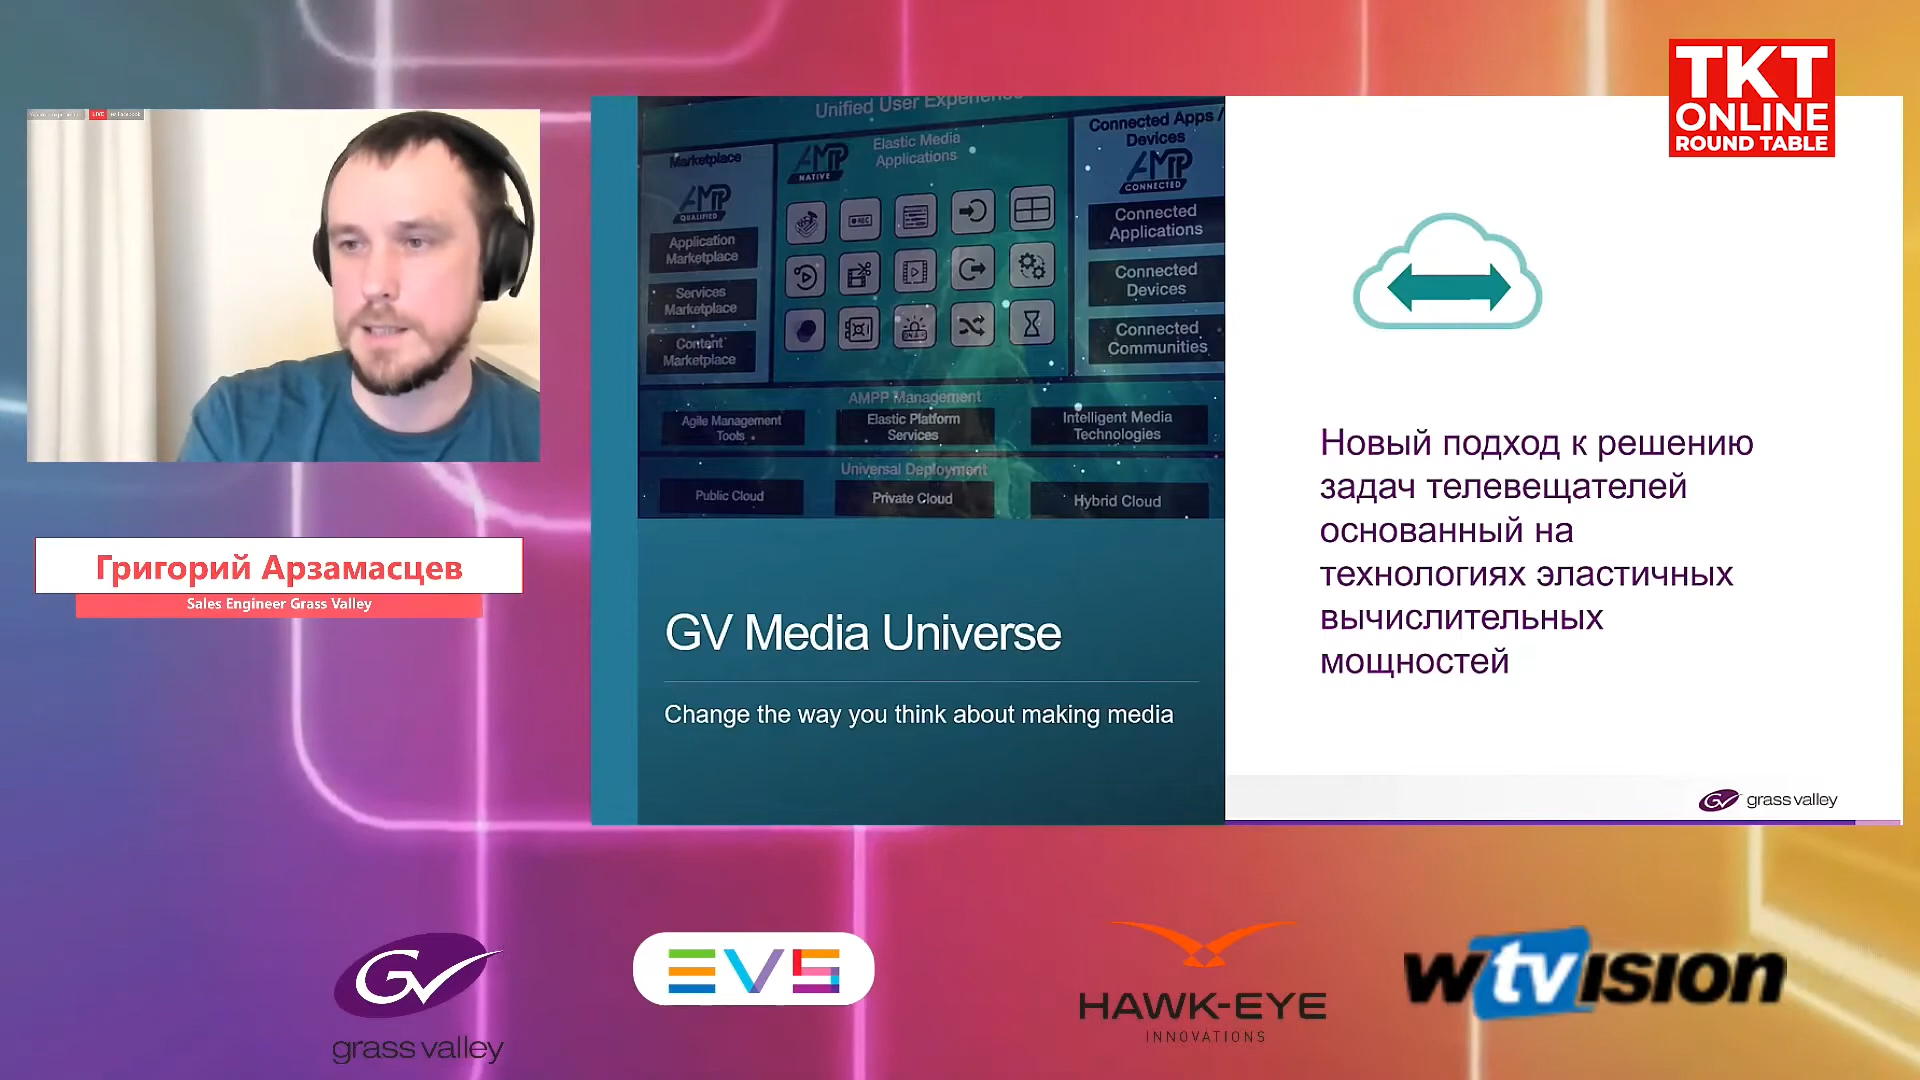 TKT
ONLINE
ROUND TABLE
LIVE
Григорий Арзамасцев
Sales Engineer Grass Valley
Unified User Experience
Marketplace
AMP
QUALIFIED
Application
Marketplace
Services
Marketplace
Content
Marketplace
AMP
NATIVE
Elastic Media
Applications
REC
Connected Apps /
Devices
AMP
CONNECTED
Connected
Applications
Connected
Devices
Connected
Communities
AMPP Management
Agile Management
Tools
Elastic Platform
Services
Intelligent Media
Technologies
Universal Deployment
Public Cloud
Private Cloud
Hybrid Cloud
GV Media Universe
Change the way you think about making media
Новый подход к решению
задач телевещателей
основанный на
технологиях эластичных
вычислительных
мощностей
GV grass valley
GV
grass valley
EVS
HAWK-EYE
INNOVATIONS
wtvision